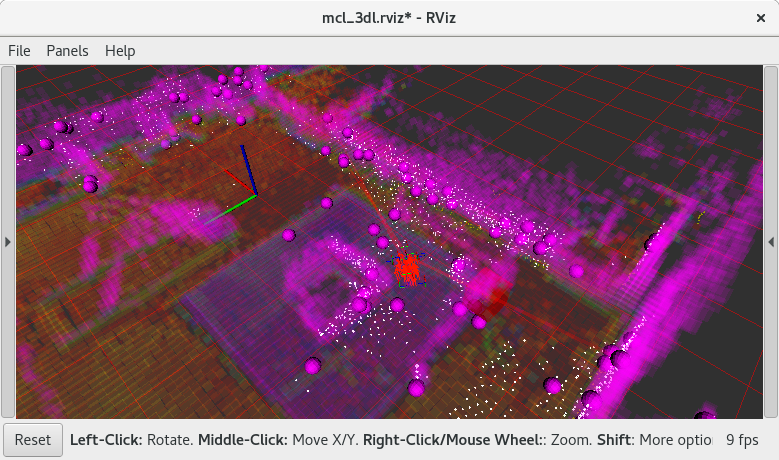 mcl_3dl.rviz* - RViz
File Panels Help
Reset Left-Click: Rotate. Middle-Click: Move X/Y. Right-Click/Mouse Wheel:: Zoom. Shift: More optio 9 fps